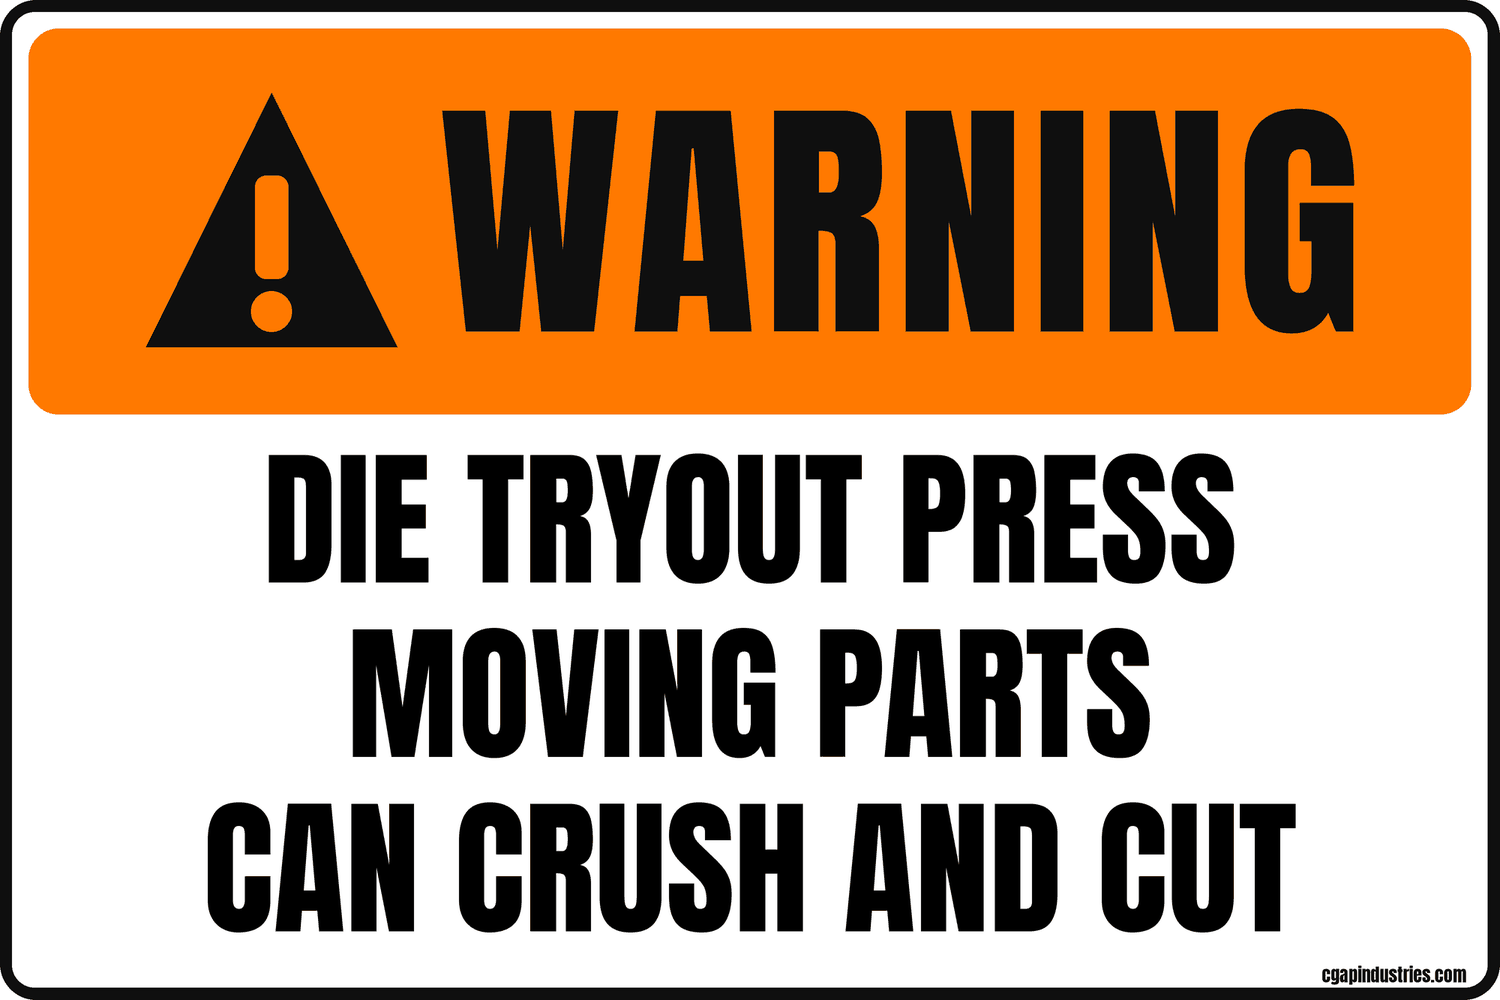 WARNING
DIE TRYOUT PRESS
MOVING PARTS
CAN CRUSH AND CUT
cgapindustries.com